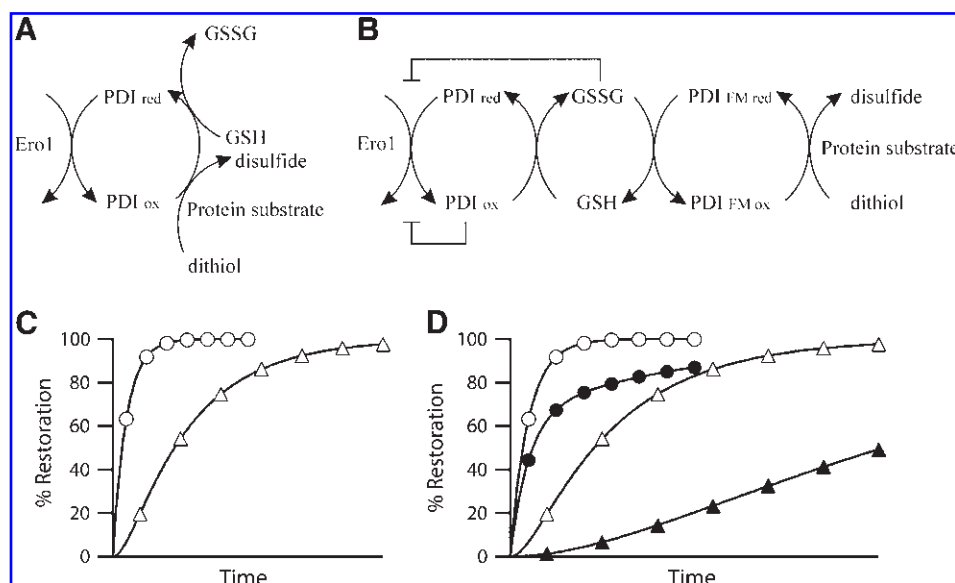 A
GSSG
PDI red
Ero1
GSH
disulfide
PDI ox
Protein substrate
dithiol
B
PDI red
GSSG
PDI FM red
disulfide
Ero1
Protein substrate
PDI ox
GSH
PDI FM ox
dithiol
C
100
80
60
40
20
0
% Restoration
Time
D
100
80
60
40
20
0
% Restoration
Time